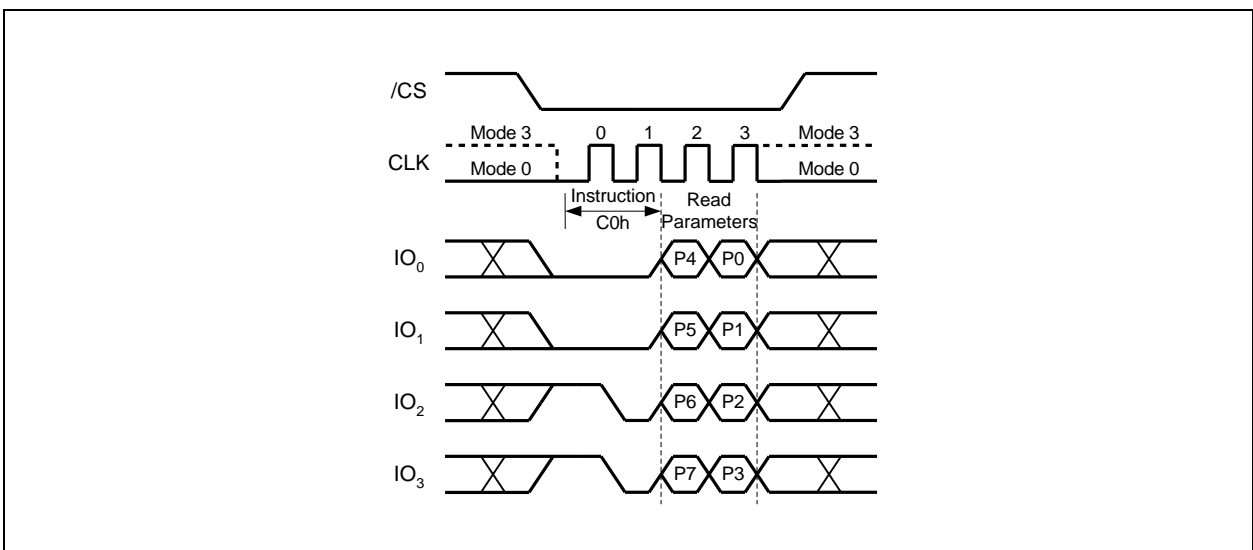 /CS
Mode 3 0 1 2 3 Mode 3
CLK Mode 0 Mode 0
Instruction Read
C0h Parameters
IO0 P4 P0
IO1 P5 P1
IO2 P6 P2
IO3 P7 P3